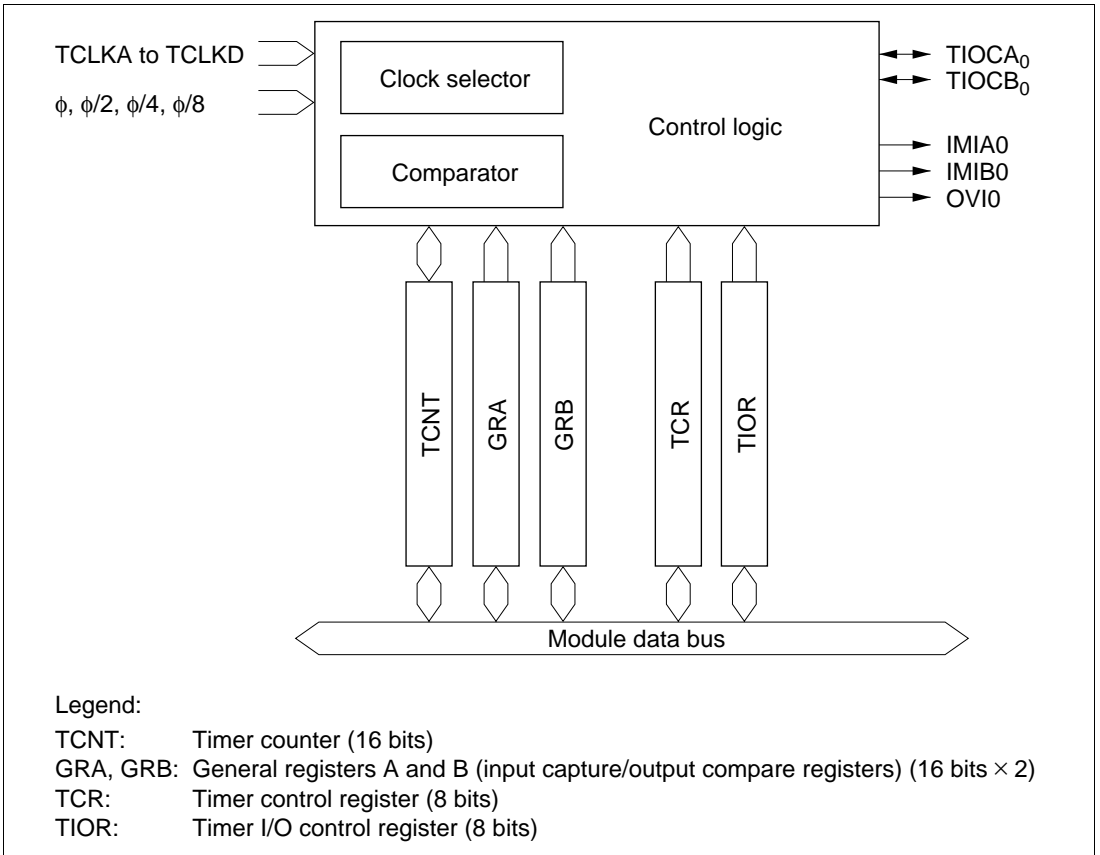 TCLKA to TCLKD
ϕ, ϕ/2, ϕ/4, ϕ/8
Clock selector
Comparator
Control logic
TIOCA0
TIOCB0
IMIA0
IMIB0
OVI0
TCNT
GRA
GRB
TCR
TIOR
Module data bus
Legend:
TCNT: Timer counter (16 bits)
GRA, GRB: General registers A and B (input capture/output compare registers) (16 bits × 2)
TCR: Timer control register (8 bits)
TIOR: Timer I/O control register (8 bits)